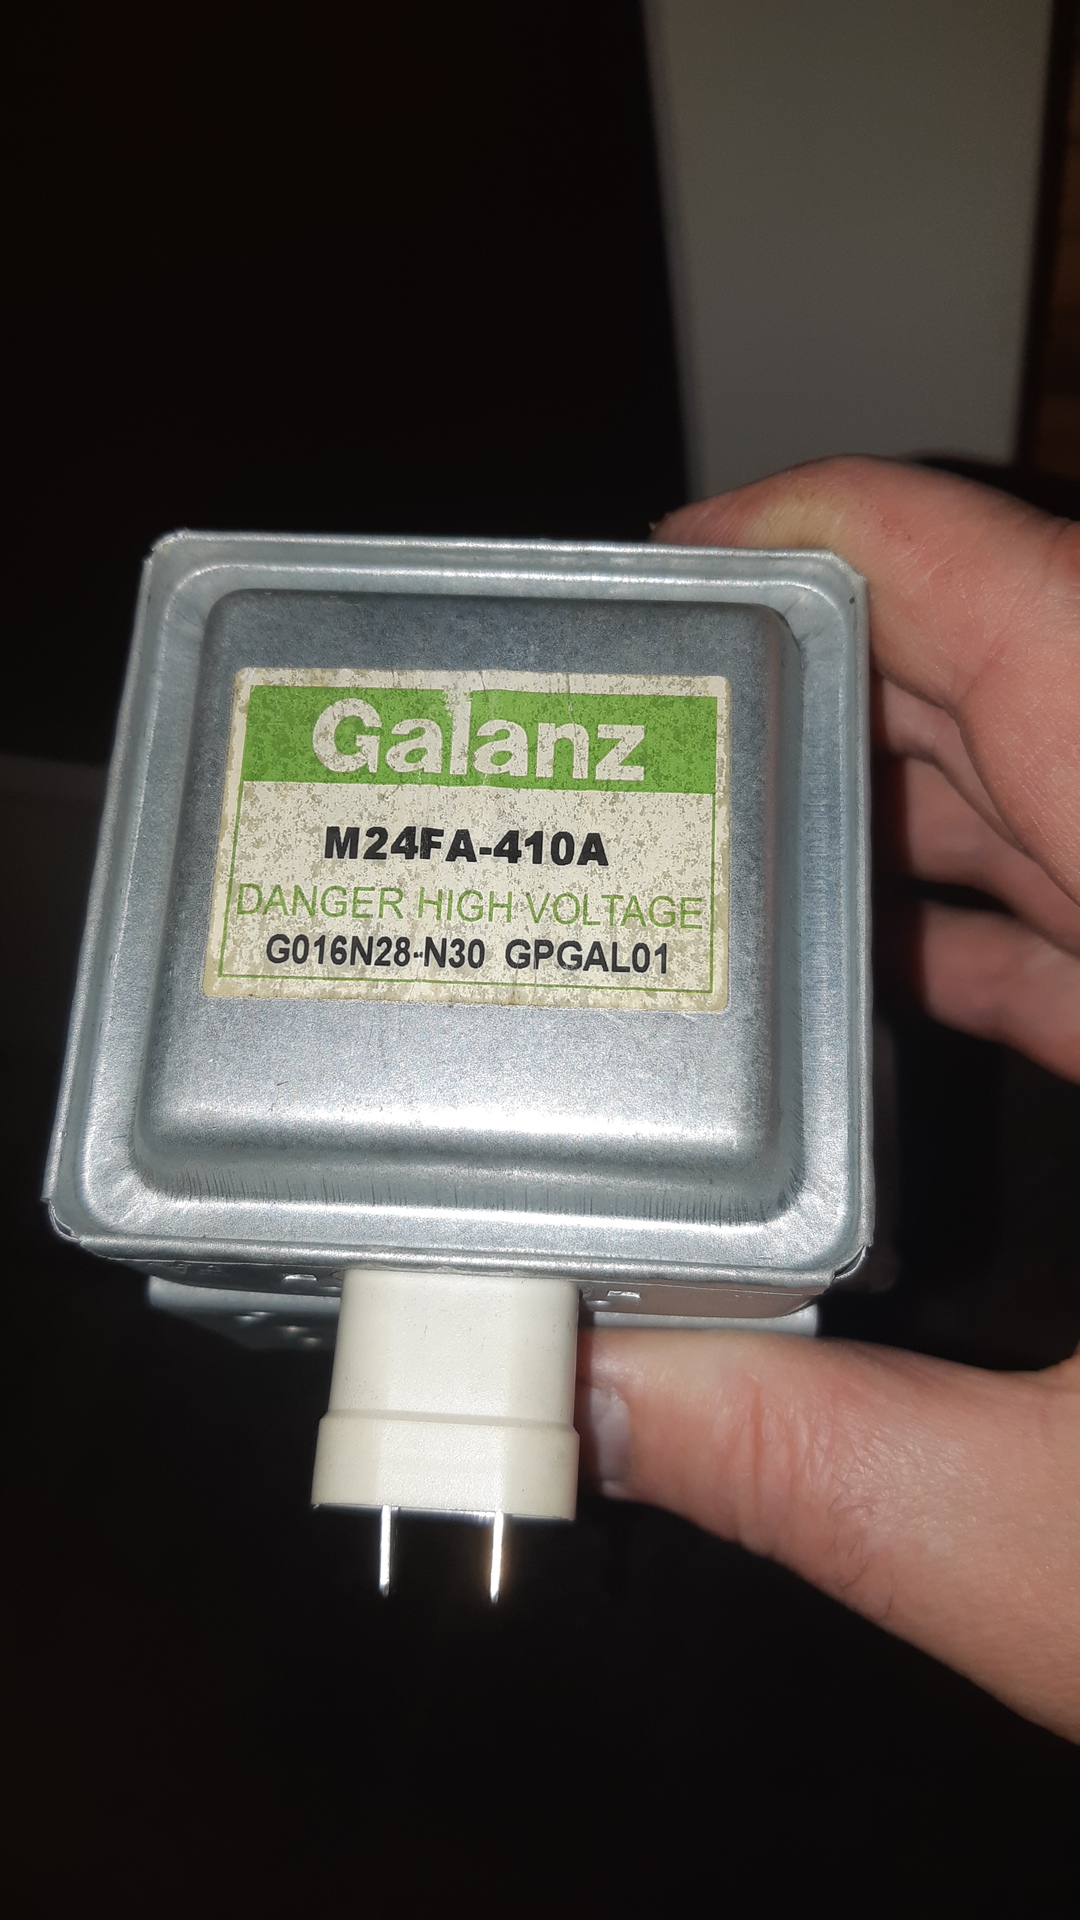 Galanz
M24FA-410A
DANGER HIGH VOLTAGE
G016N28-N30 GPGAL01